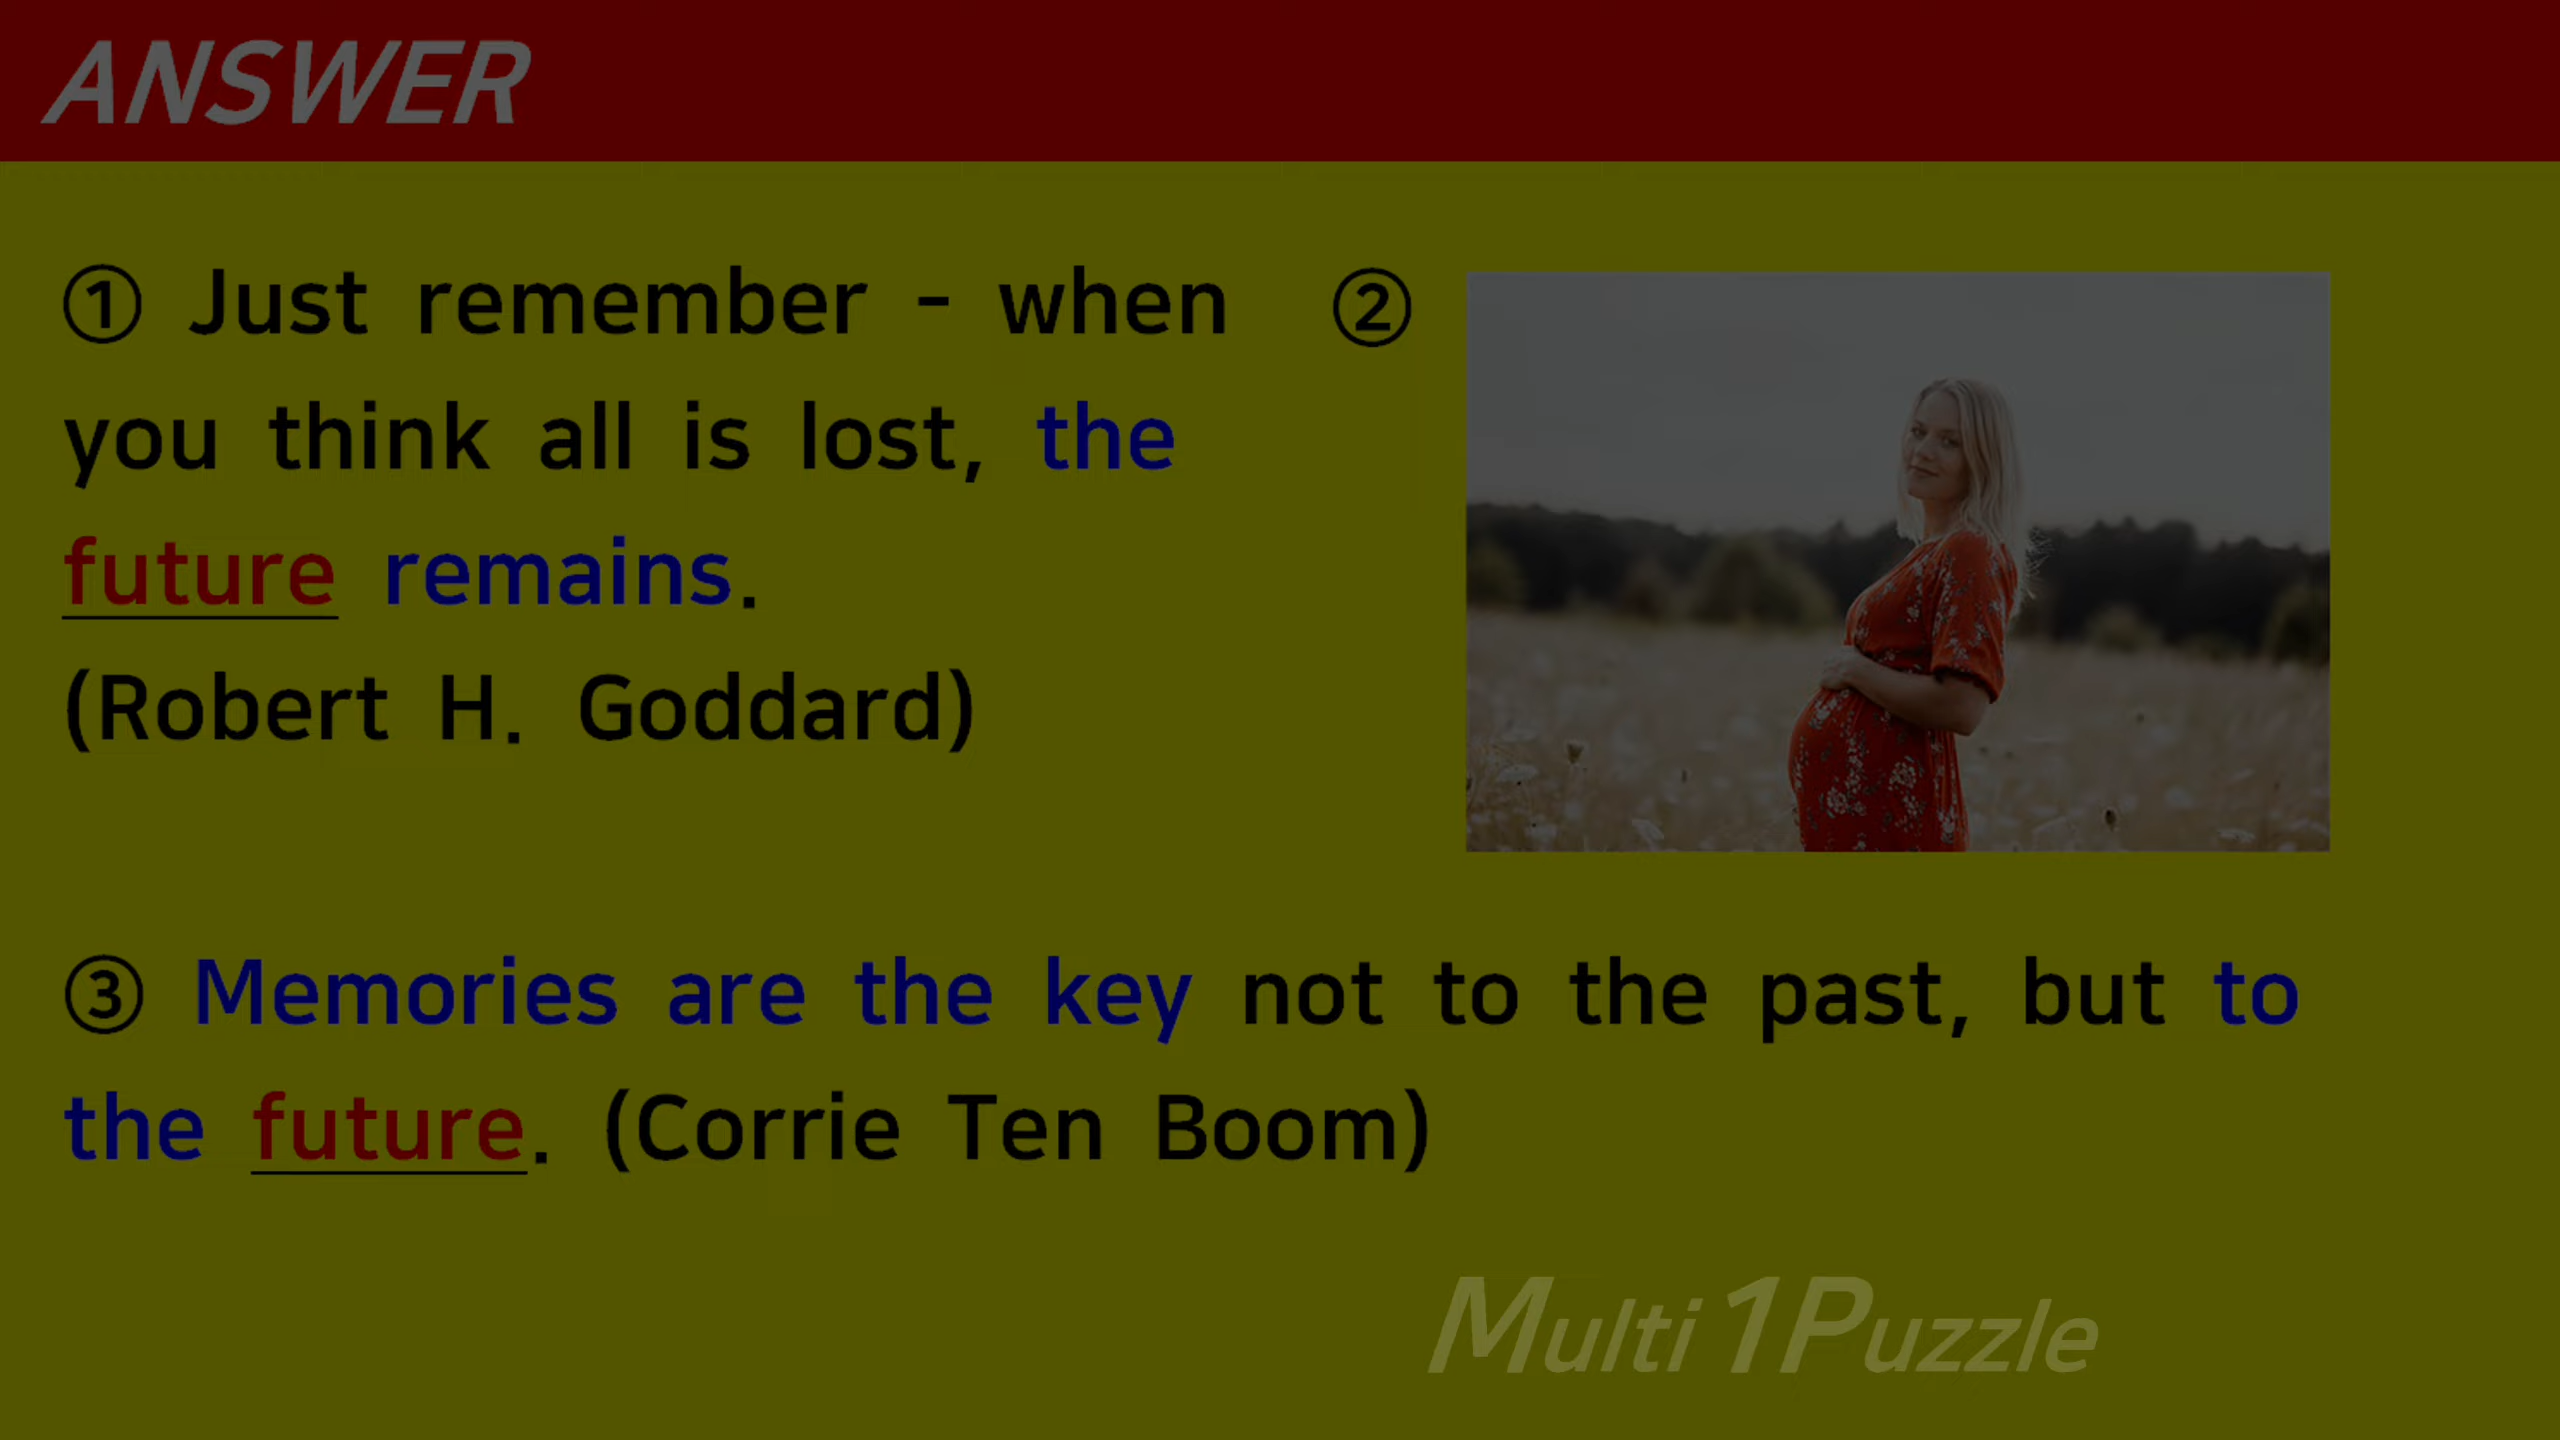 ANSWER
① Just remember - when
you think all is lost, the
future remains.
(Robert H. Goddard)
②
③ Memories are the key not to the past, but to
the future. (Corrie Ten Boom)
Multi1Puzzle